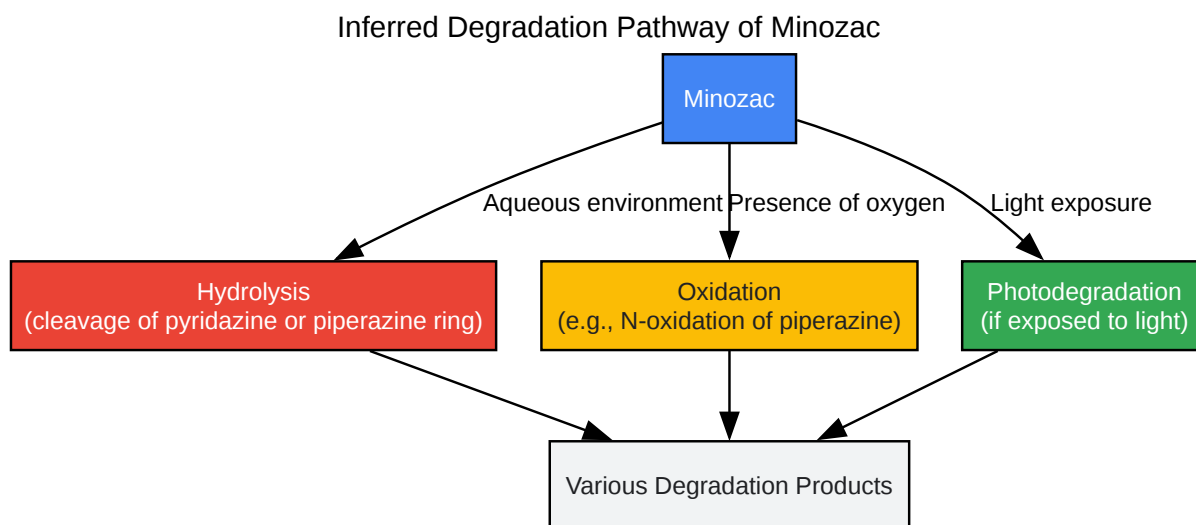 Inferred Degradation Pathway of Minozac
Minozac
Aqueous environment
Presence of oxygen
Light exposure
Hydrolysis
(cleavage of pyridazine or piperazine ring)
Oxidation
(e.g., N-oxidation of piperazine)
Photodegradation
(if exposed to light)
Various Degradation Products